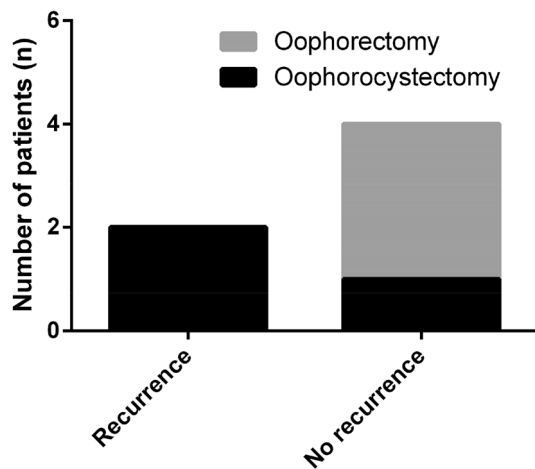 Number of patients (n)
6
4
2
0
Oophorectomy
Oophorocystectomy
Recurrence
No recurrence